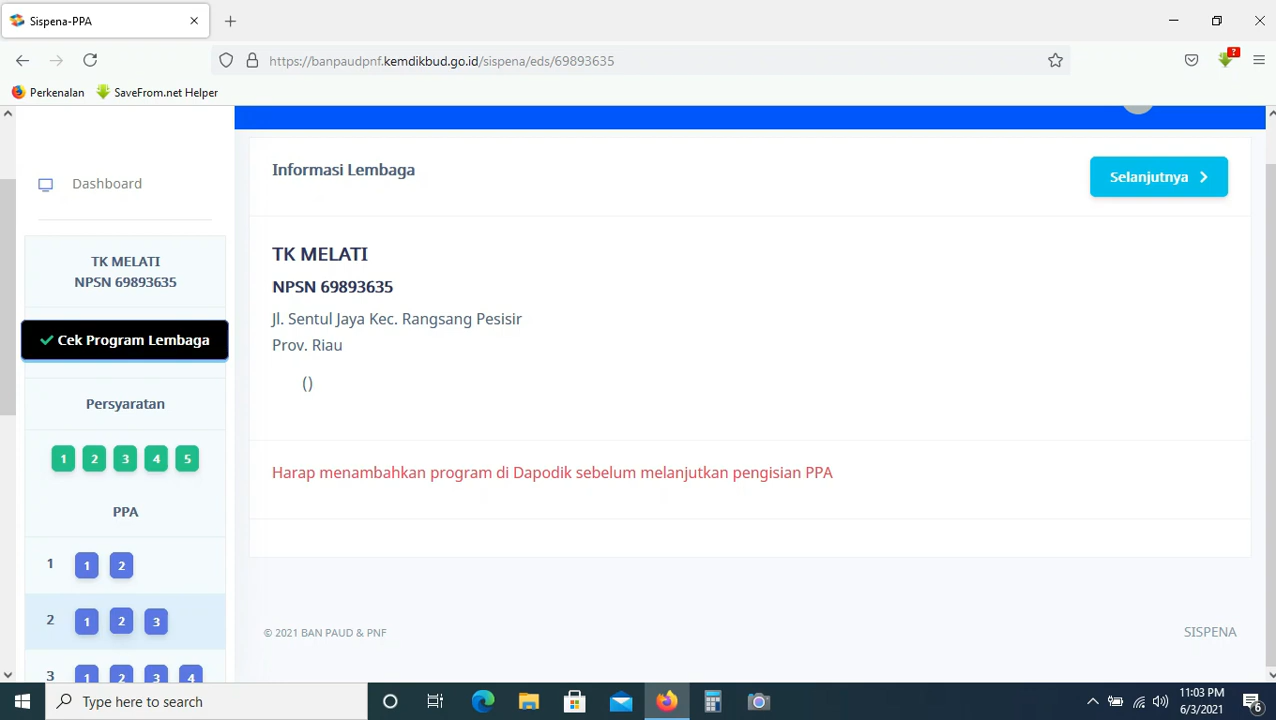 Sispena-PPA
https://banpaudpnf.kemdikbud.go.id/sispena/eds/69893635
?
Perkenalan
SaveFrom.net Helper
Dashboard
TK MELATI
NPSN 69893635
Cek Program Lembaga
Persyaratan
1 2 3 4 5
PPA
1 1 2
2 1 2 3
3 1 2 3 4
Informasi Lembaga
Selanjutnya
TK MELATI
NPSN 69893635
Jl. Sentul Jaya Kec. Rangsang Pesisir
Prov. Riau
()
Harap menambahkan program di Dapodik sebelum melanjutkan pengisian PPA
© 2021 BAN PAUD & PNF
SISPENA
Type here to search
11:03 PM
6/3/2021
6